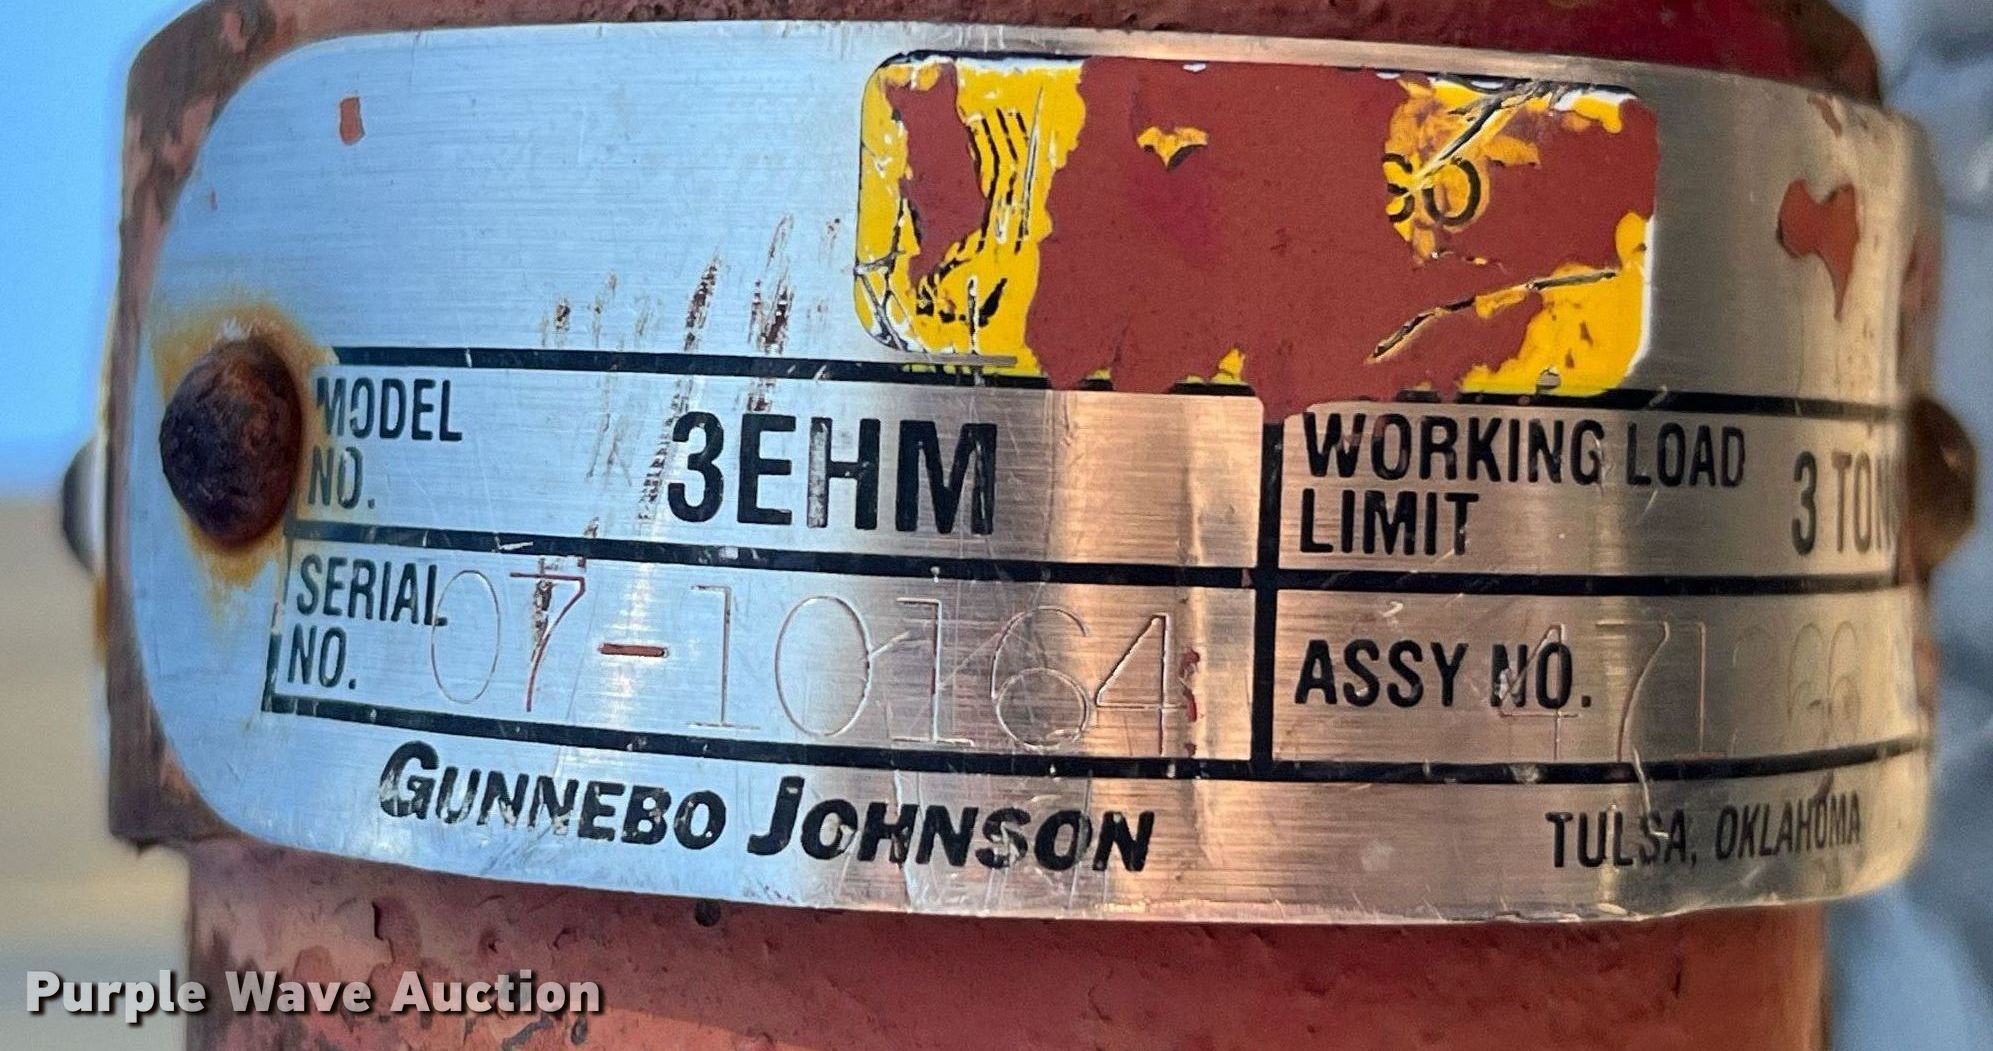 MODEL NO. 3EHM
WORKING LOAD LIMIT 3 TON
SERIAL NO. 07-10164
ASSY NO. 471
GUNNEBO JOHNSON
TULSA, OKLAHOMA
Purple Wave Auction